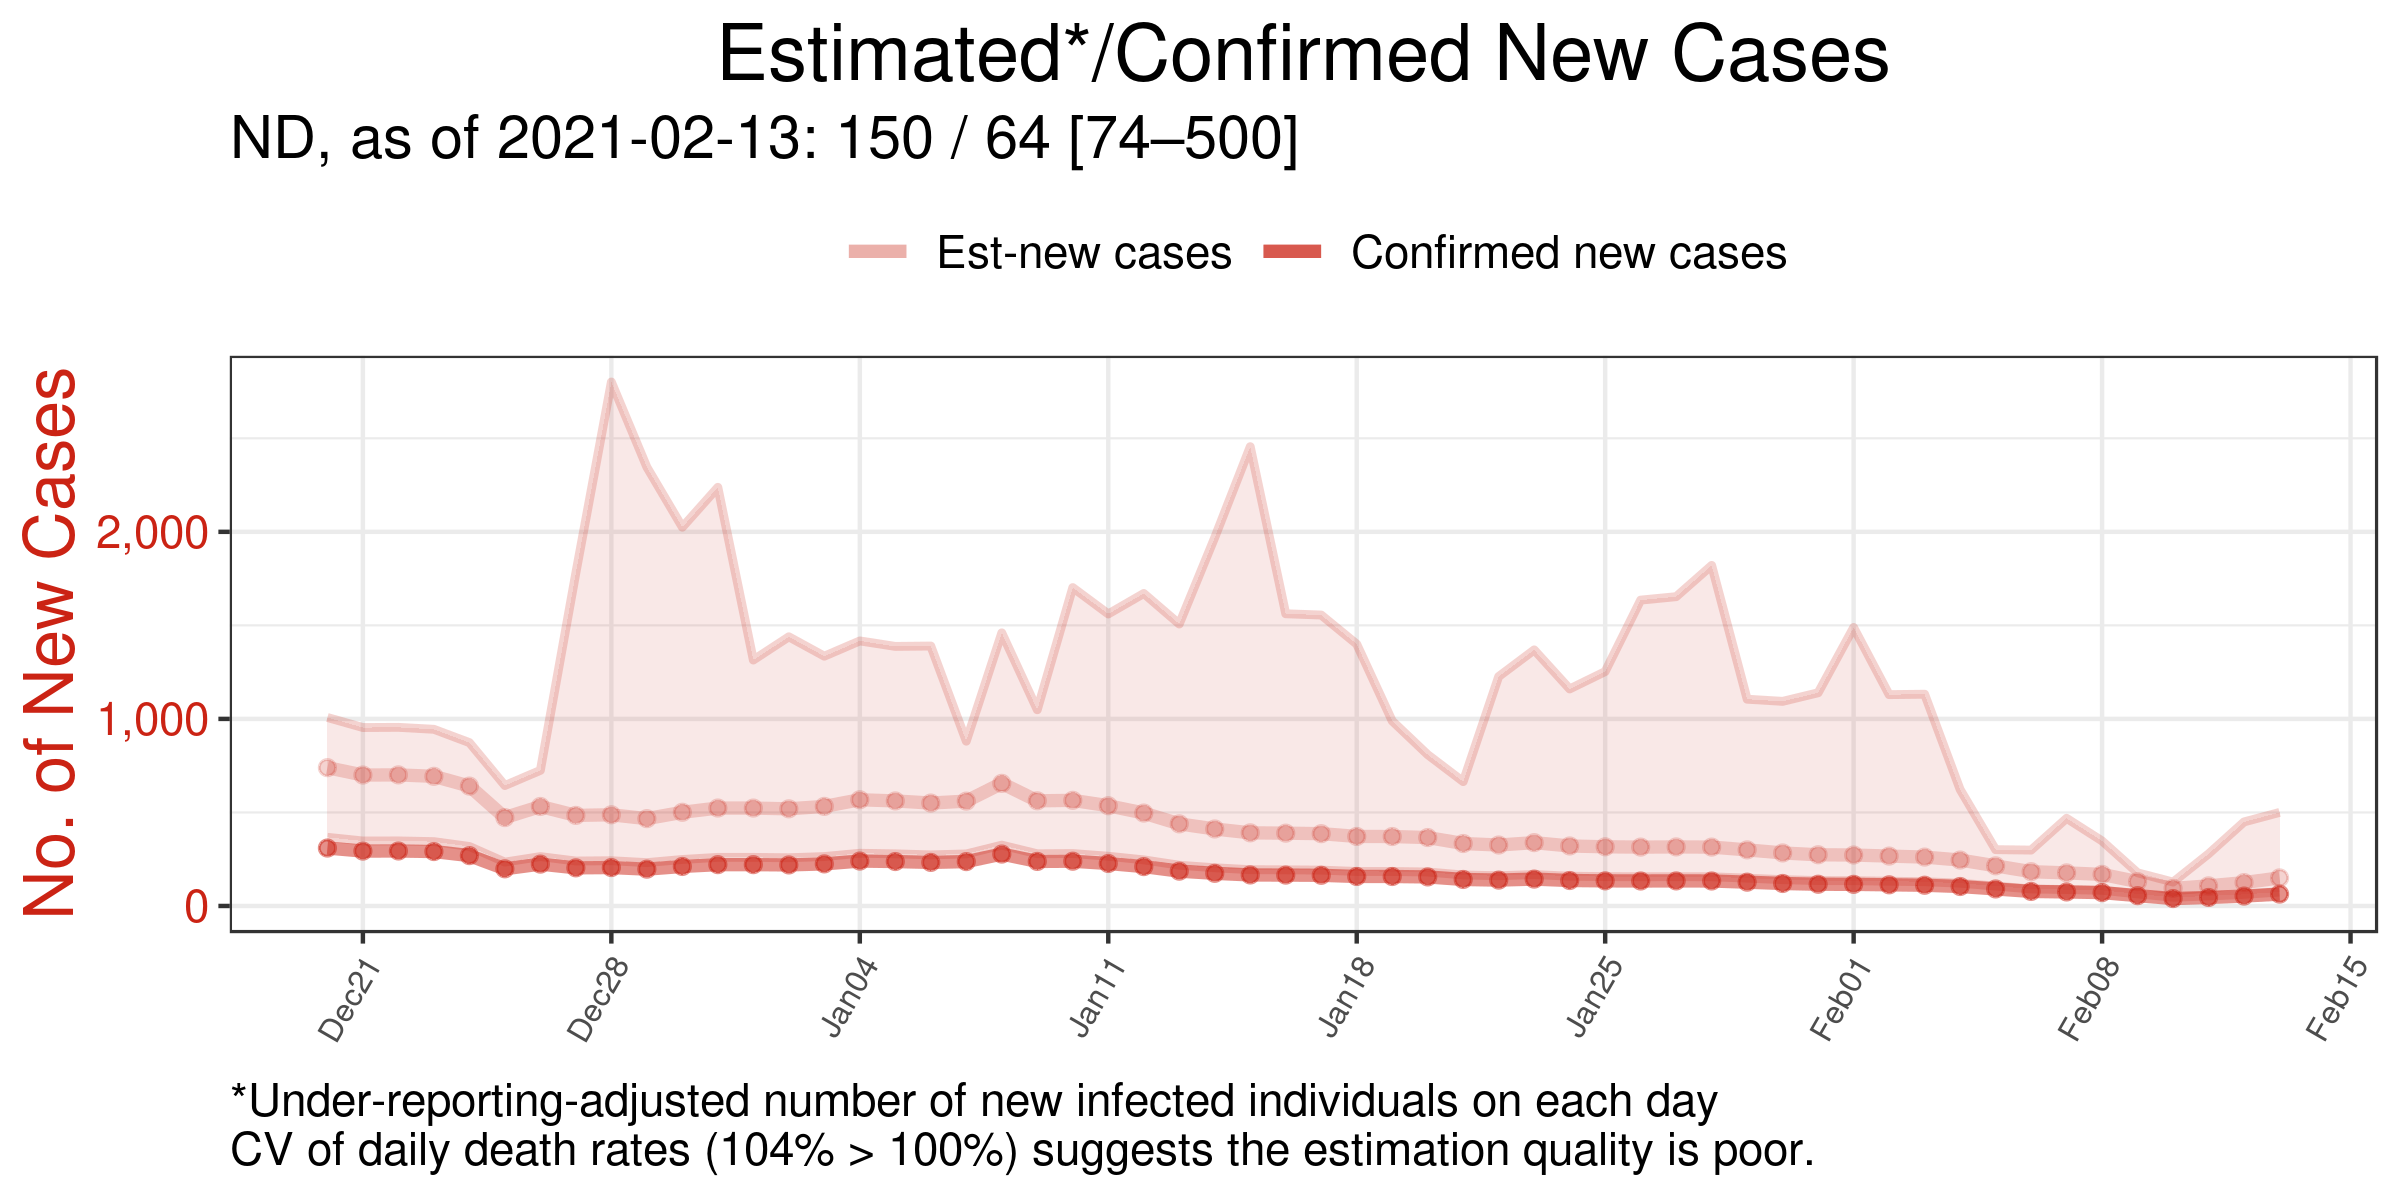 Estimated*/Confirmed New Cases
ND, as of 2021-02-13: 150 / 64 [74–500]
Est-new cases
Confirmed new cases
No. of New Cases
2,000
1,000
0
Dec21
Dec28
Jan04
Jan11
Jan18
Jan25
Feb01
Feb08
Feb15
*Under-reporting-adjusted number of new infected individuals on each day
CV of daily death rates (104% > 100%) suggests the estimation quality is poor.